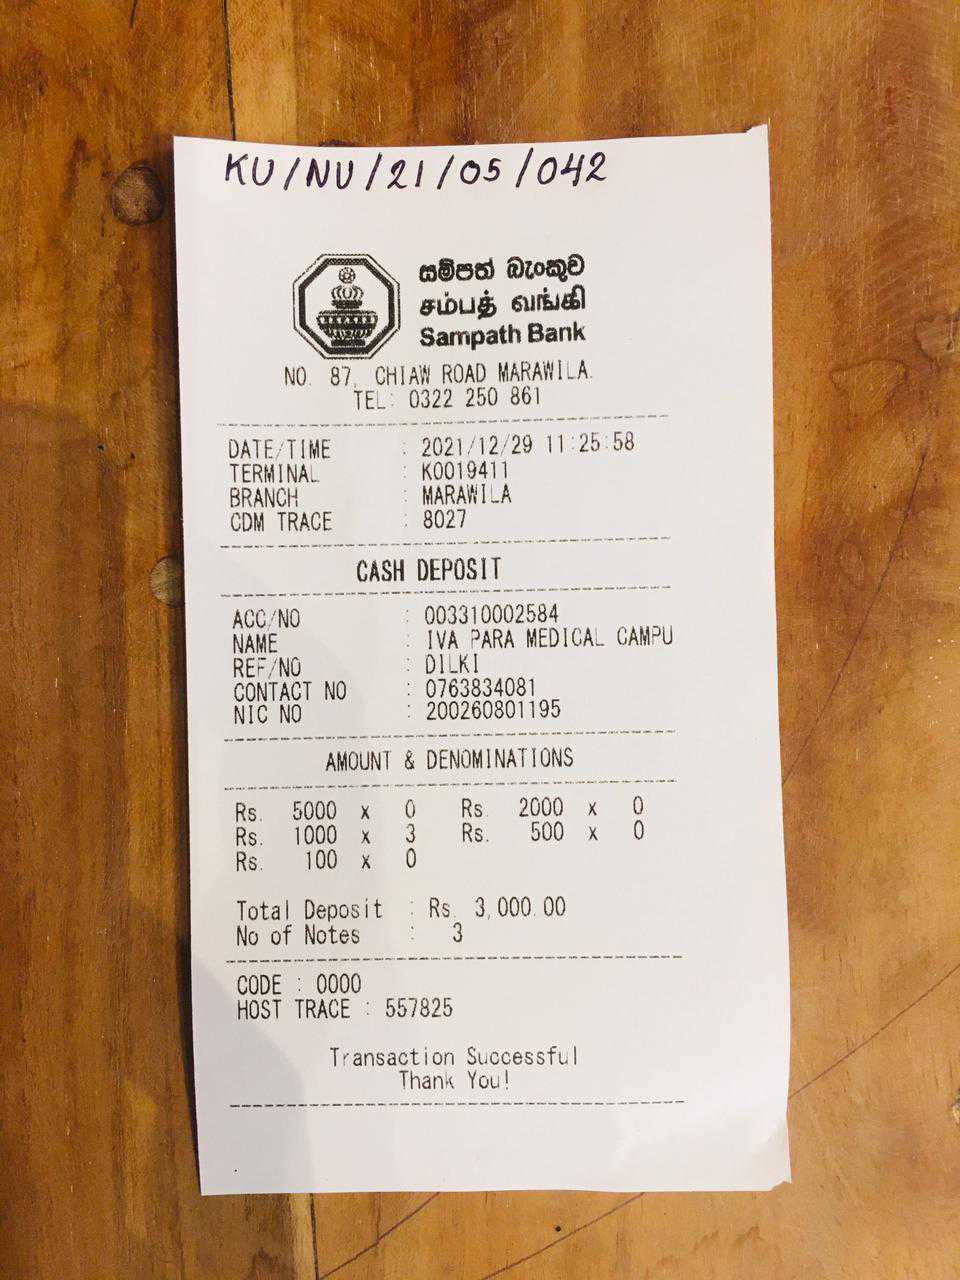 KU/NU/21/05/042
සම්පත් බැංකුව
சம்பத் வங்கி
Sampath Bank
NO. 87, CHIAW ROAD MARAWILA.
TEL: 0322 250 861
DATE/TIME : 2021/12/29 11:25:58
TERMINAL : K0019411
BRANCH : MARAWILA
CDM TRACE : 8027
CASH DEPOSIT
ACC/NO : 003310002584
NAME : IVA PARA MEDICAL CAMPU
REF/NO : DILKI
CONTACT NO : 0763834081
NIC NO : 200260801195
AMOUNT & DENOMINATIONS
Rs. 5000 x 0 Rs. 2000 x 0
Rs. 1000 x 3 Rs. 500 x 0
Rs. 100 x 0
Total Deposit : Rs. 3,000.00
No of Notes : 3
CODE : 0000
HOST TRACE : 557825
Transaction Successful
Thank You!